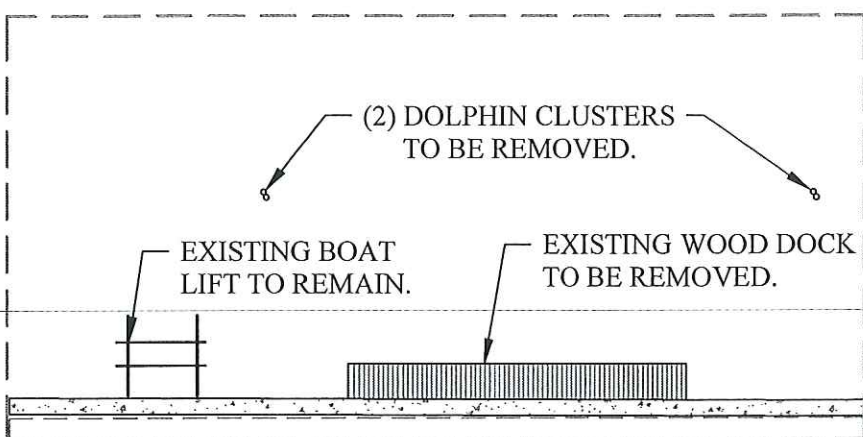 (2) DOLPHIN CLUSTERS
TO BE REMOVED.
EXISTING BOAT
LIFT TO REMAIN.
EXISTING WOOD DOCK
TO BE REMOVED.